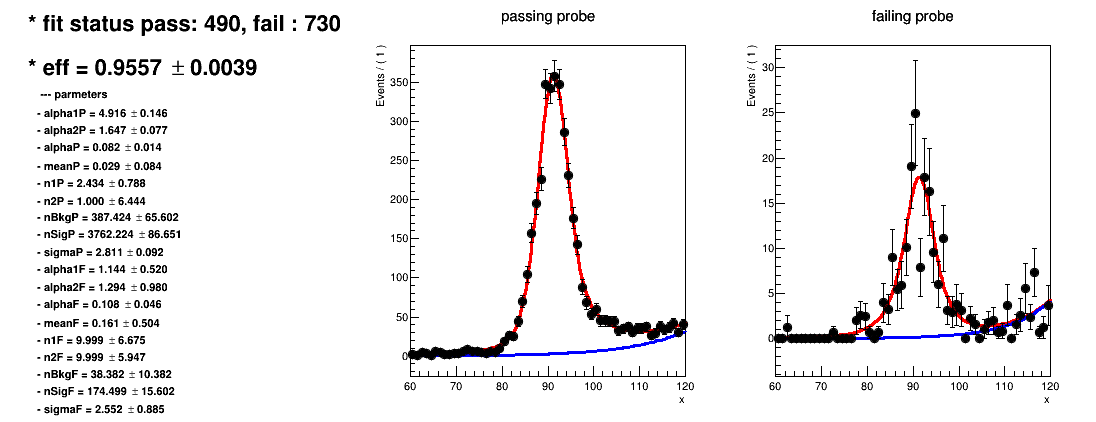 * fit status pass: 490, fail : 730
* eff = 0.9557 ± 0.0039
--- parmeters
- alpha1P = 4.916 ± 0.146
- alpha2P = 1.647 ± 0.077
- alphaP = 0.082 ± 0.014
- meanP = 0.029 ± 0.084
- n1P = 2.434 ± 0.788
- n2P = 1.000 ± 6.444
- nBkgP = 387.424 ± 65.602
- nSigP = 3762.224 ± 86.651
- sigmaP = 2.811 ± 0.092
- alpha1F = 1.144 ± 0.520
- alpha2F = 1.294 ± 0.980
- alphaF = 0.108 ± 0.046
- meanF = 0.161 ± 0.504
- n1F = 9.999 ± 6.675
- n2F = 9.999 ± 5.947
- nBkgF = 38.382 ± 10.382
- nSigF = 174.499 ± 15.602
- sigmaF = 2.552 ± 0.885
passing probe
Events / ( 1 )
350
300
250
200
150
100
50
0
60 70 80 90 100 110 120
x
failing probe
Events / ( 1 )
30
25
20
15
10
5
0
60 70 80 90 100 110 120
x